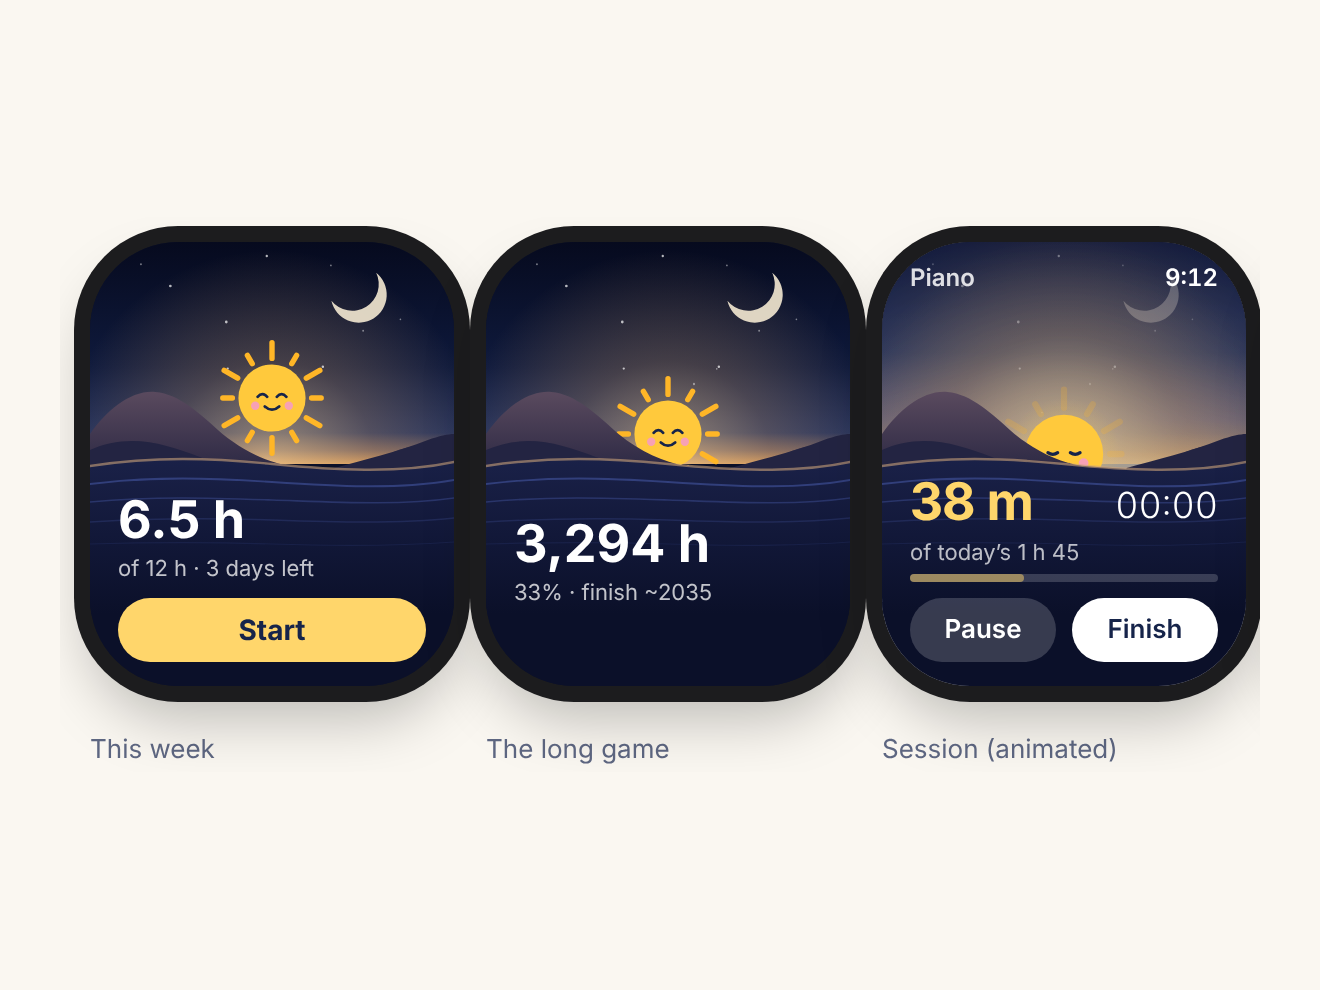 6.5 h
of 12 h · 3 days left
Start
This week
3,294 h
33% · finish ~2035
The long game
Piano 9:12
38 m 00:00
of today’s 1 h 45
Pause Finish
Session (animated)